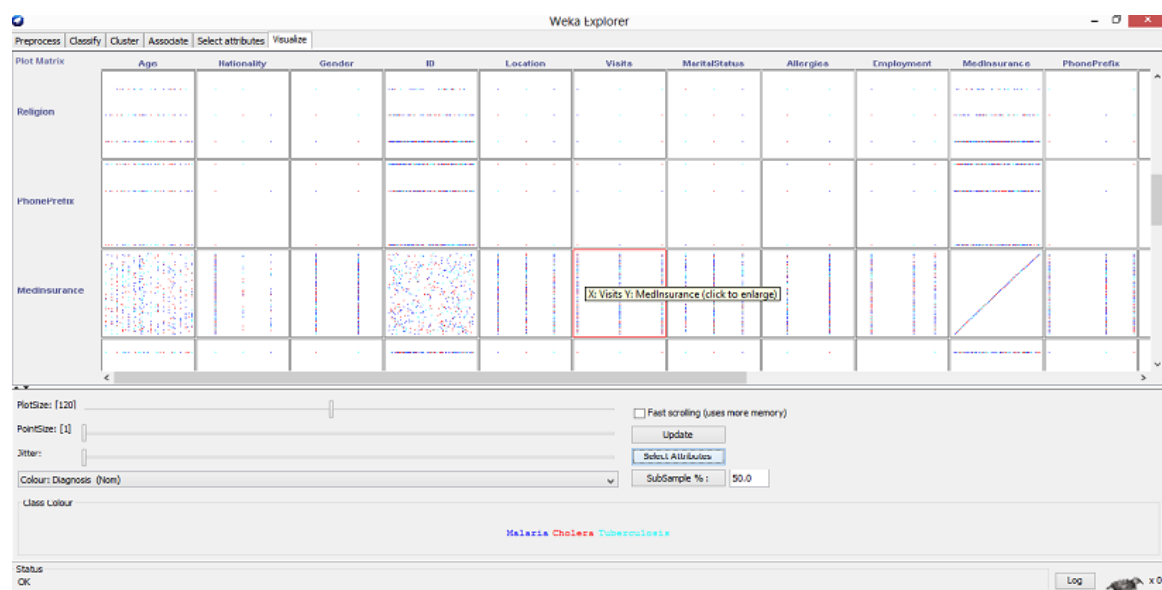 Weka Explorer
Preprocess Classify Cluster Associate Select attributes Visualize
Plot Matrix Age Nationality Gender ID Location Visits MaritalStatus Allergies Employment MedInsurance PhonePrefix
Religion
PhonePrefix
MedInsurance
X: Visits Y: MedInsurance (click to enlarge)
PlotSize: [120]
Fast scrolling (uses more memory)
PointSize: [1]
Update
Jitter:
Select Attributes
Colour: Diagnosis (Nom)
SubSample % : 50.0
Class Colour
Malaria Cholera Tuberculosis
Status
OK
Log
x 0